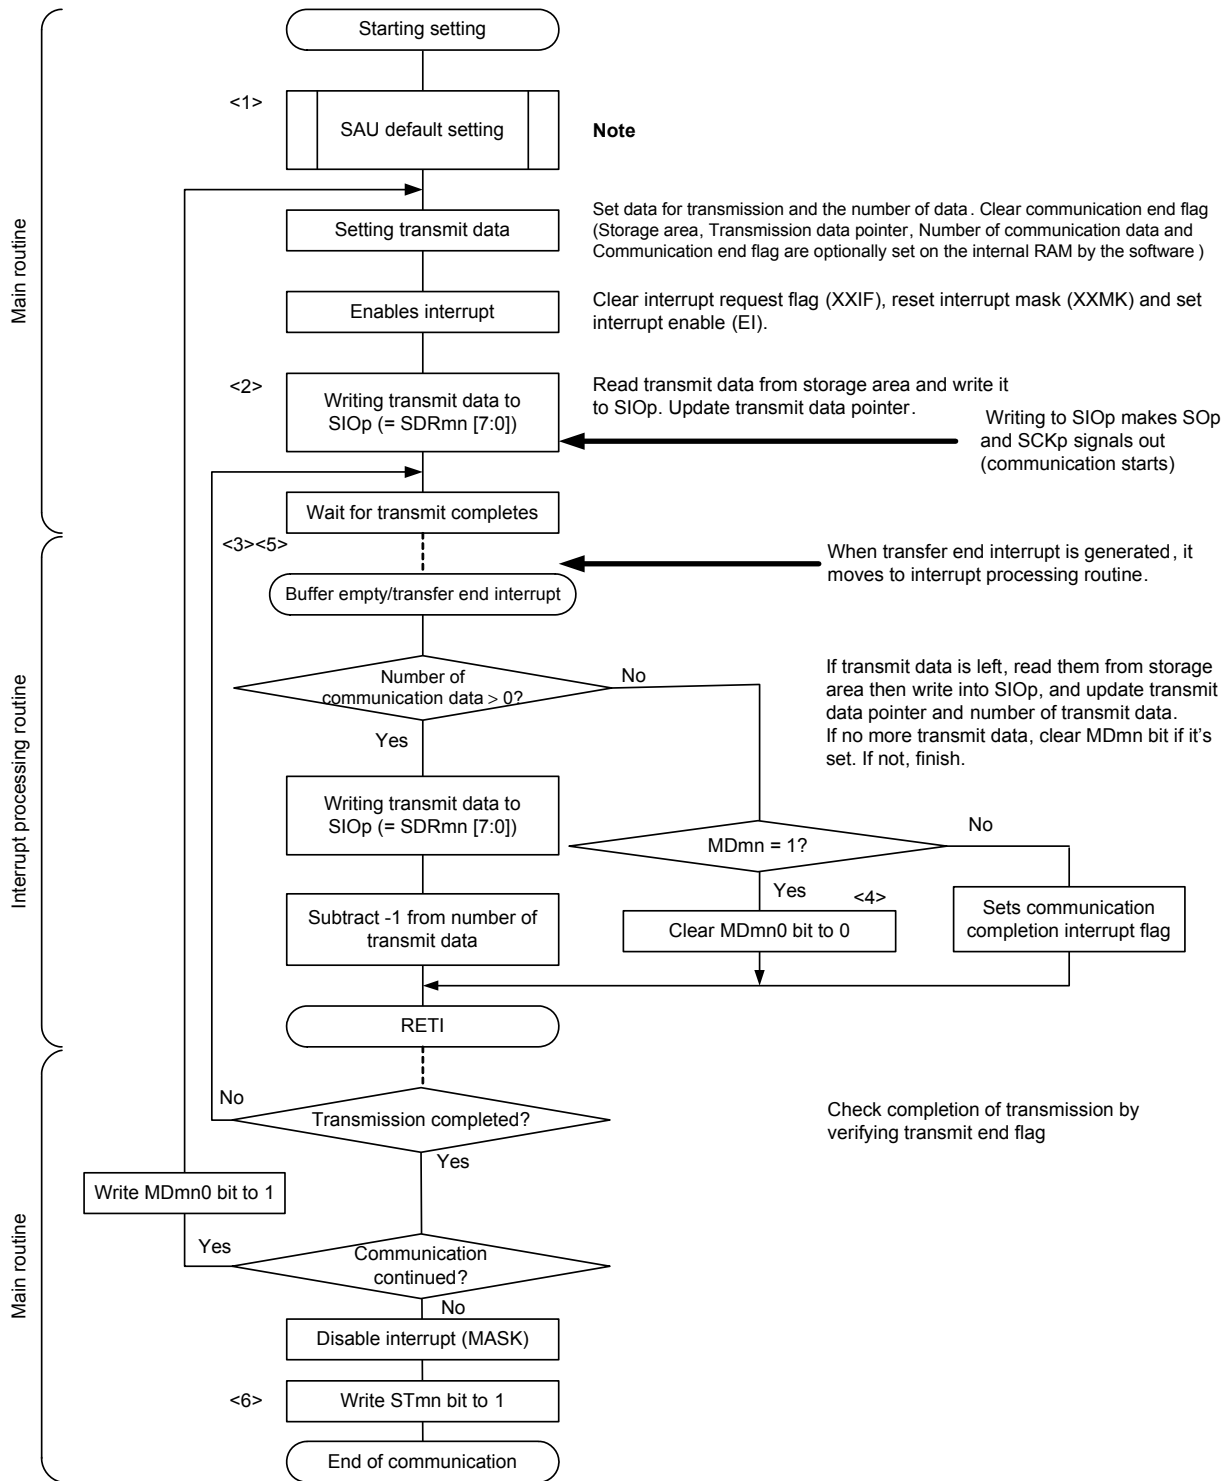 Starting setting
<1>
SAU default setting
Note
Main routine
Setting transmit data
Set data for transmission and the number of data. Clear communication end flag
(Storage area, Transmission data pointer, Number of communication data and
Communication end flag are optionally set on the internal RAM by the software )
Enables interrupt
Clear interrupt request flag (XXIF), reset interrupt mask (XXMK) and set
interrupt enable (EI).
<2>
Writing transmit data to
SIOp (= SDRmn [7:0])
Read transmit data from storage area and write it
to SIOp. Update transmit data pointer.
Writing to SIOp makes SOp
and SCKp signals out
(communication starts)
Wait for transmit completes
<3><5>
When transfer end interrupt is generated, it
moves to interrupt processing routine.
Buffer empty/transfer end interrupt
Interrupt processing routine
Number of
communication data > 0?
No
Yes
If transmit data is left, read them from storage
area then write into SIOp, and update transmit
data pointer and number of transmit data.
If no more transmit data, clear MDmn bit if it's
set. If not, finish.
Writing transmit data to
SIOp (= SDRmn [7:0])
MDmn = 1?
No
Yes
<4>
Subtract -1 from number of
transmit data
Clear MDmn0 bit to 0
Sets communication
completion interrupt flag
RETI
Main routine
No
Transmission completed?
Yes
Check completion of transmission by
verifying transmit end flag
Write MDmn0 bit to 1
Yes
Communication
continued?
No
Disable interrupt (MASK)
<6>
Write STmn bit to 1
End of communication